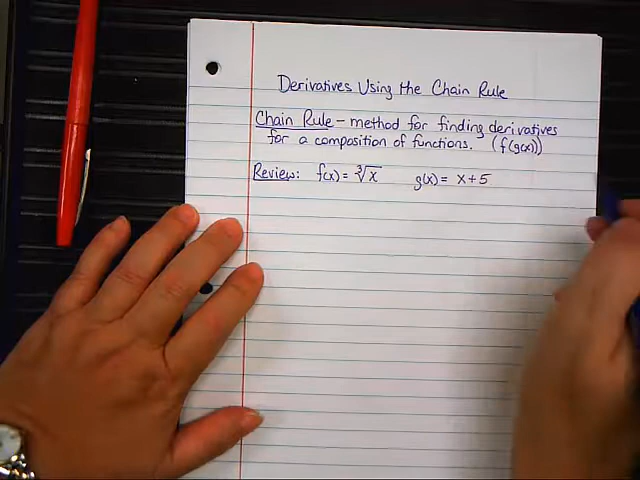 Derivatives Using the Chain Rule
Chain Rule - method for finding derivatives
for a composition of functions. (f(g(x))
Review: f(x) = ∛x g(x) = x + 5